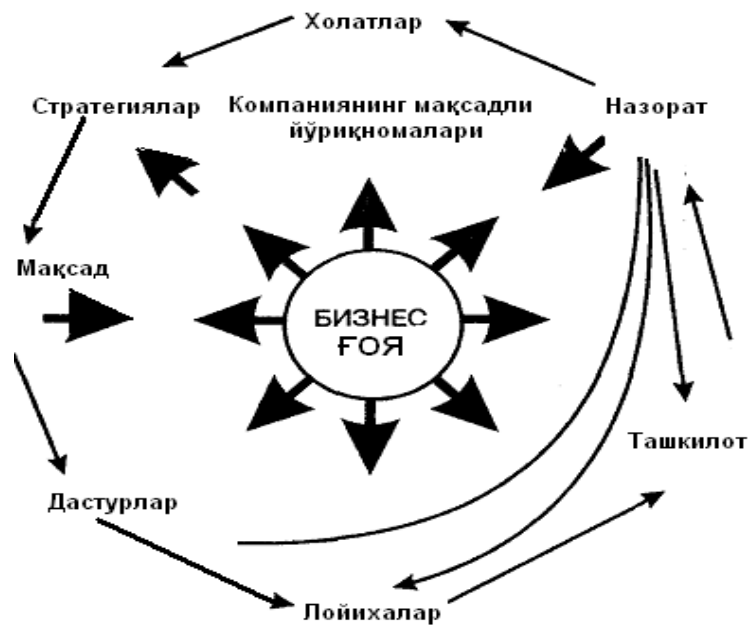 Холатлар
Стратегиялар
Компаниянинг мақсадли
йўриқномалари
Назорат
Мақсад
БИЗНЕС
ҒОЯ
Ташкилот
Дастурлар
Лойихалар